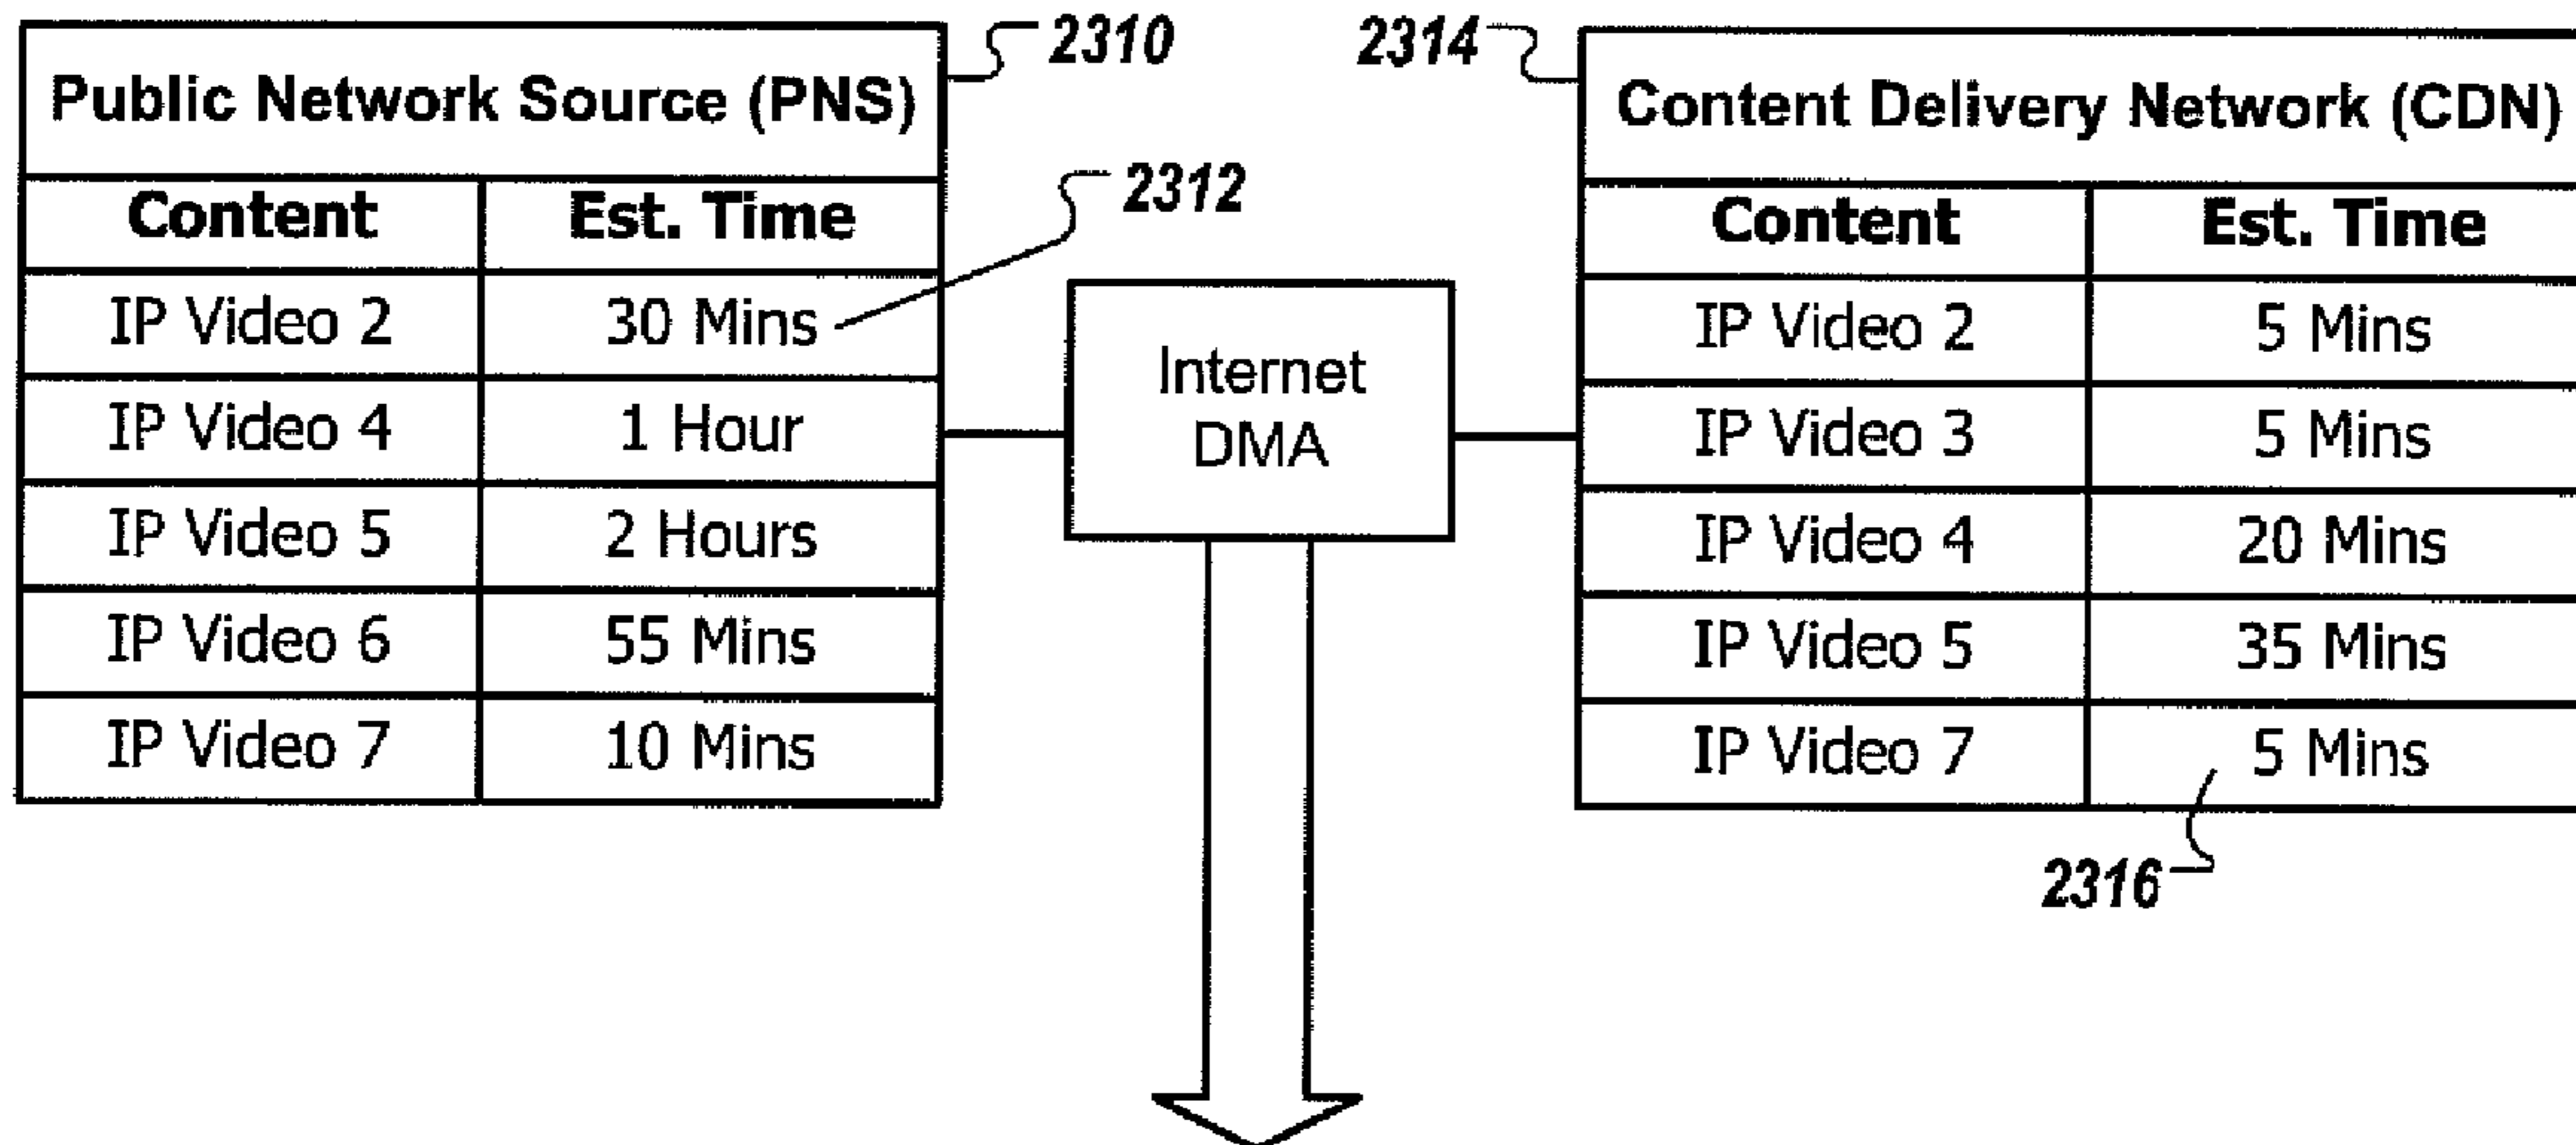 2310
Public Network Source (PNS)
Content Est. Time
2312
IP Video 2 30 Mins
IP Video 4 1 Hour
IP Video 5 2 Hours
IP Video 6 55 Mins
IP Video 7 10 Mins
Internet
DMA
2314
Content Delivery Network (CDN)
Content Est. Time
IP Video 2 5 Mins
IP Video 3 5 Mins
IP Video 4 20 Mins
IP Video 5 35 Mins
IP Video 7 5 Mins
2316